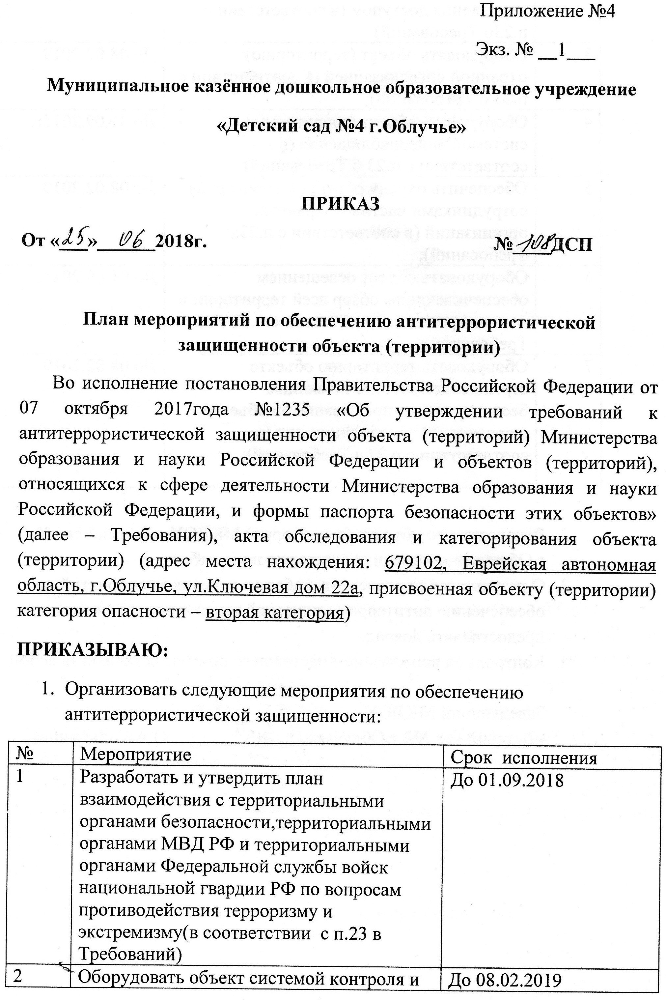 Приложение №4
Экз. № __1___
Муниципальное казённое дошкольное образовательное учреждение
«Детский сад №4 г.Облучье»
ПРИКАЗ
От «25» 06 2018г. № 108ДСП
План мероприятий по обеспечению антитеррористической
защищенности объекта (территории)
Во исполнение постановления Правительства Российской Федерации от
07 октября 2017года №1235 «Об утверждении требований к
антитеррористической защищенности объекта (территорий) Министерства
образования и науки Российской Федерации и объектов (территорий),
относящихся к сфере деятельности Министерства образования и науки
Российской Федерации, и формы паспорта безопасности этих объектов»
(далее – Требования), акта обследования и категорирования объекта
(территории) (адрес места нахождения: 679102, Еврейская автономная
область, г.Облучье, ул.Ключевая дом 22а, присвоенная объекту (территории)
категория опасности – вторая категория)
ПРИКАЗЫВАЮ:
1. Организовать следующие мероприятия по обеспечению
антитеррористической защищенности:
№ Мероприятие Срок исполнения
1 Разработать и утвердить план До 01.09.2018
взаимодействия с территориальными
органами безопасности,территориальными
органами МВД РФ и территориальными
органами Федеральной службы войск
национальной гвардии РФ по вопросам
противодействия терроризму и
экстремизму(в соответствии с п.23 в
Требований)
2 Оборудовать объект системой контроля и До 08.02.2019